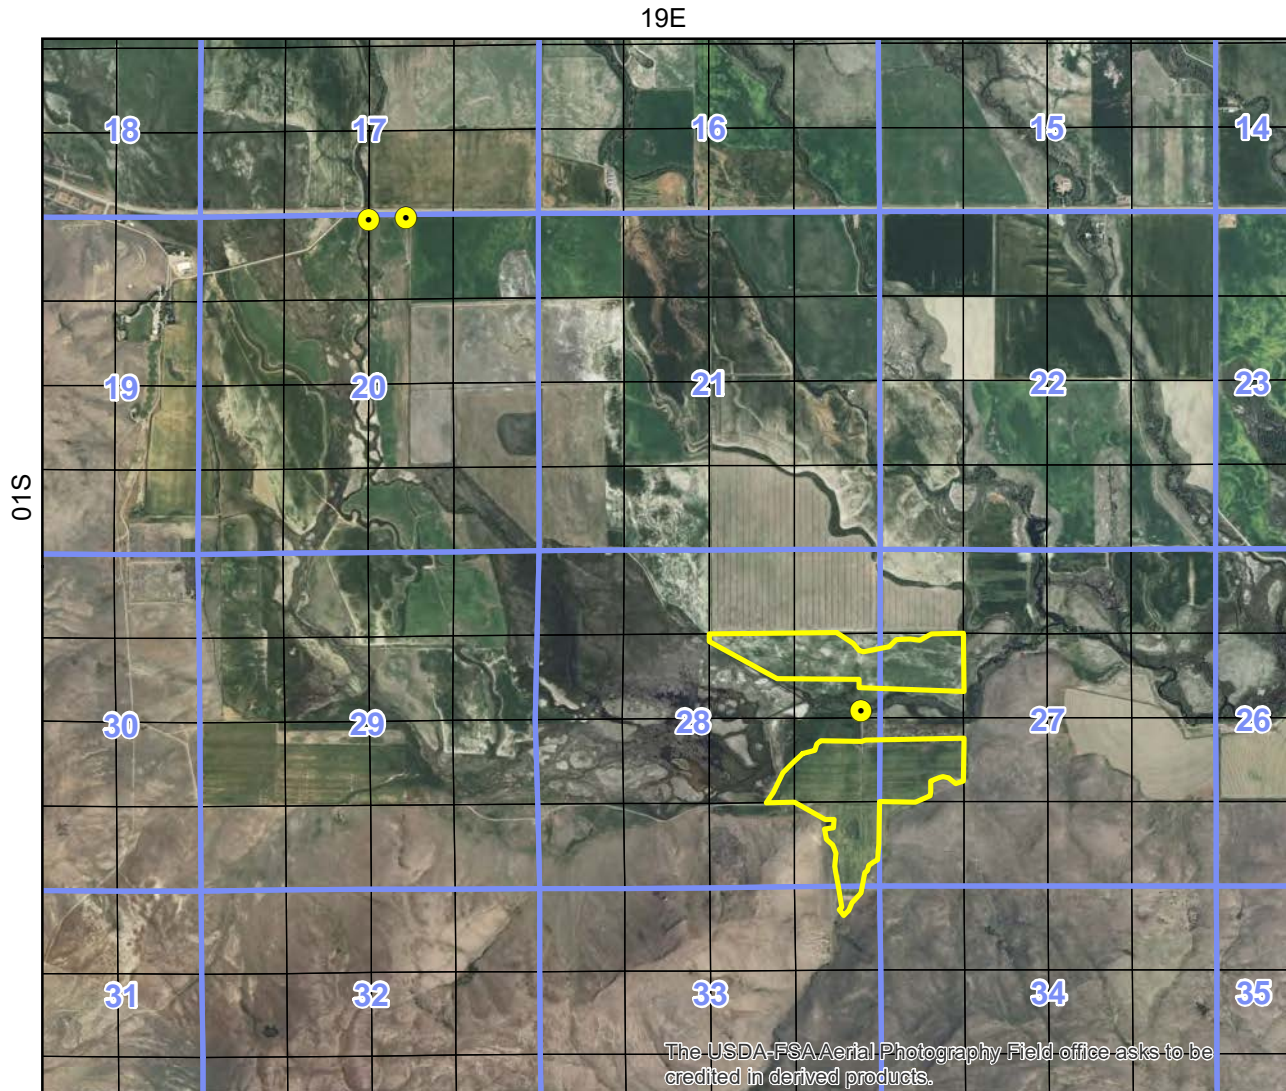 19E
18 17 16 15 14
19 20 21 22 23
01S
30 29 28 27 26
31 32 33 34 35
The USDA-FSA Aerial Photography Field office asks to be
credited in derived products.